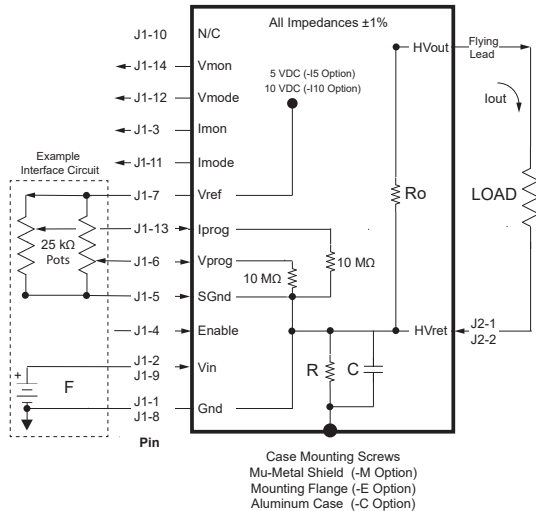 All Impedances ±1%
J1-10 N/C
HVout
Flying
Lead
J1-14 Vmon
5 VDC (-I5 Option)
10 VDC (-I10 Option)
J1-12 Vmode
Iout
J1-3 Imon
Example
Interface Circuit
J1-11 Imode
J1-7 Vref
Ro
LOAD
J1-13 Iprog
25 kΩ
Pots
J1-6 Vprog
10 MΩ
10 MΩ
J1-5 SGnd
J1-4 Enable
HVret
J2-1
J2-2
J1-2
J1-9
Vin
R
C
+
F
J1-1
J1-8
Gnd
Pin
Case Mounting Screws
Mu-Metal Shield (-M Option)
Mounting Flange (-E Option)
Aluminum Case (-C Option)